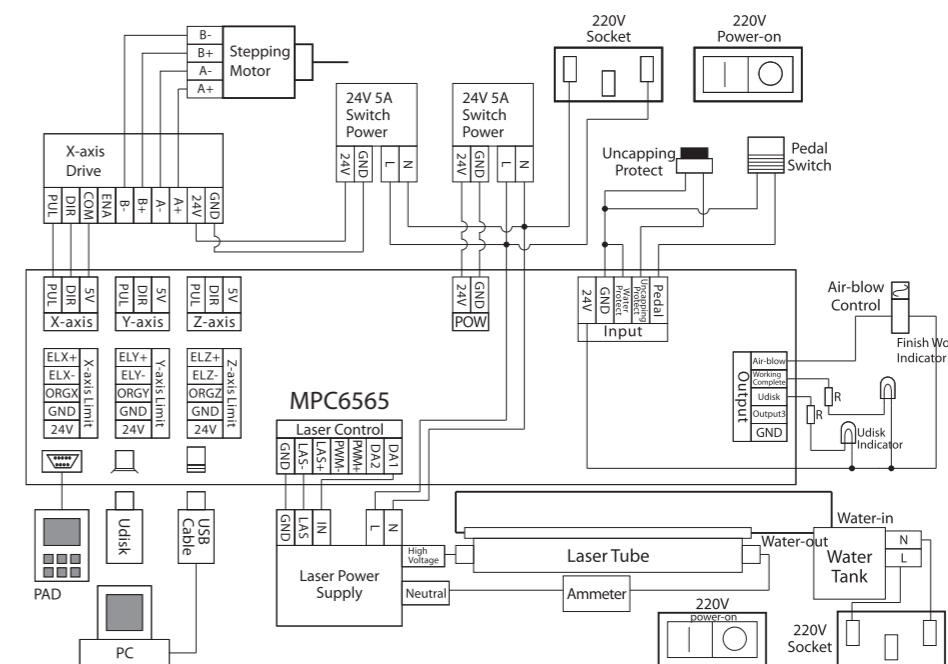 220V
Socket
220V
Power-on
B-
B+
A-
A+
Stepping
Motor
24V 5A
Switch
Power
24V
GND
L
N
24V 5A
Switch
Power
24V
GND
L
N
X-axis
Drive
PUL
DIR
COM
ENA
B-
B+
A-
A+
24V
GND
Uncapping
Protect
Pedal
Switch
PUL
DIR
5V
X-axis
PUL
DIR
5V
Y-axis
PUL
DIR
5V
Z-axis
24V
GND
POW
24V
GND
Water
Protect
Uncapping
Protect
Pedal
Input
Air-blow
Control
Finish Wo
Indicator
ELX+
ELX-
ORGX
GND
24V
X-axis Limit
ELY+
ELY-
ORGY
GND
24V
Y-axis Limit
ELZ+
ELZ-
ORGZ
GND
24V
Z-axis Limit
MPC6565
Laser Control
GND
LAS-
LAS+
PWM-
PWM+
DA2
DA1
Output
Air-blow
Working
Complete
Udisk
Output3
GND
R
R
Udisk
Indicator
PAD
Udisk
USB
Cable
PC
GND
LAS
IN
L
N
Laser Power
Supply
High
Voltage
Neutral
Laser Tube
Ammeter
Water-in
Water-out
Water
Tank
N
L
220V
power-on
220V
Socket